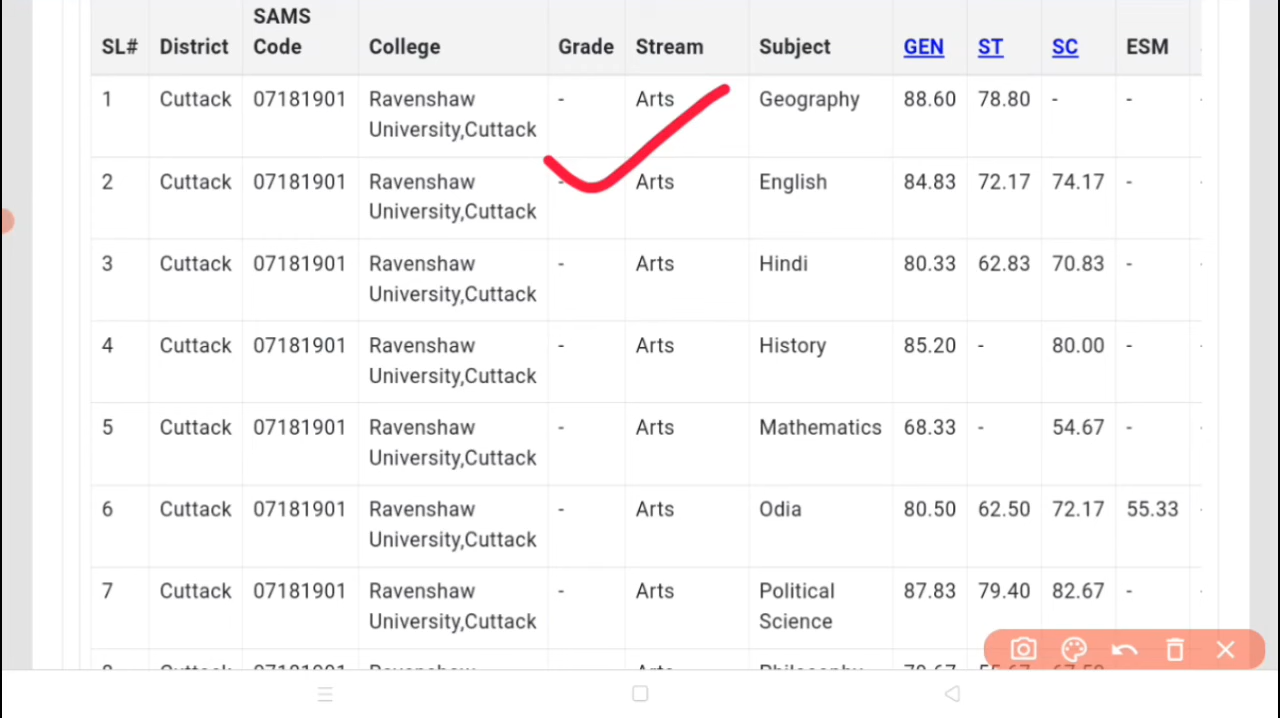 SL# District SAMS Code College Grade Stream Subject GEN ST SC ESM
1 Cuttack 07181901 Ravenshaw University,Cuttack - Arts Geography 88.60 78.80 - -
2 Cuttack 07181901 Ravenshaw University,Cuttack - Arts English 84.83 72.17 74.17 -
3 Cuttack 07181901 Ravenshaw University,Cuttack - Arts Hindi 80.33 62.83 70.83 -
4 Cuttack 07181901 Ravenshaw University,Cuttack - Arts History 85.20 - 80.00 -
5 Cuttack 07181901 Ravenshaw University,Cuttack - Arts Mathematics 68.33 - 54.67 -
6 Cuttack 07181901 Ravenshaw University,Cuttack - Arts Odia 80.50 62.50 72.17 55.33
7 Cuttack 07181901 Ravenshaw University,Cuttack - Arts Political Science 87.83 79.40 82.67 -